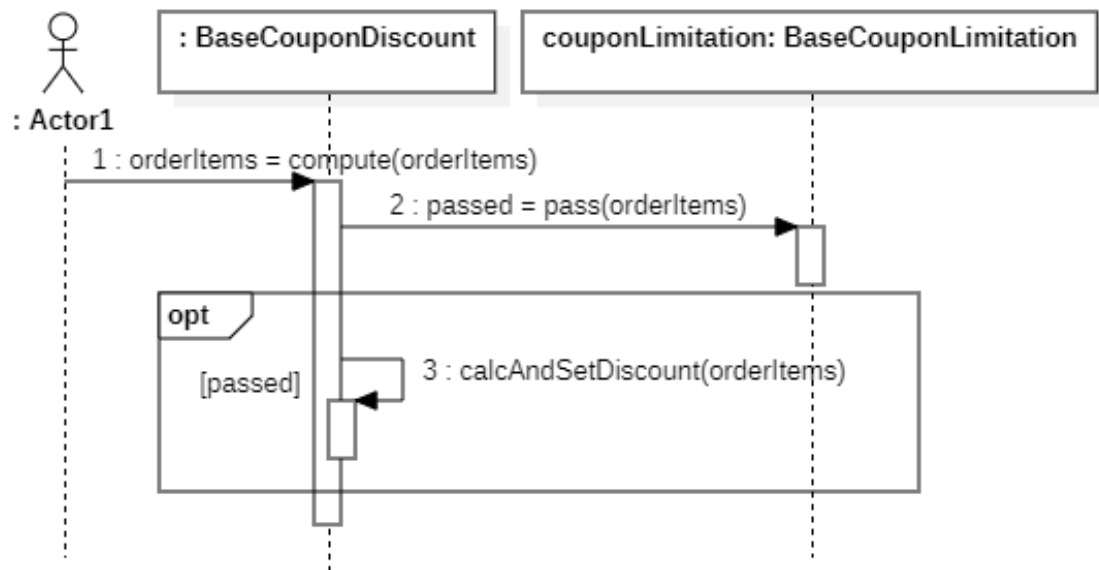 : BaseCouponDiscount
couponLimitation: BaseCouponLimitation
: Actor1
1 : orderItems = compute(orderItems)
2 : passed = pass(orderItems)
opt
3 : calcAndSetDiscount(orderItems)
[passed]